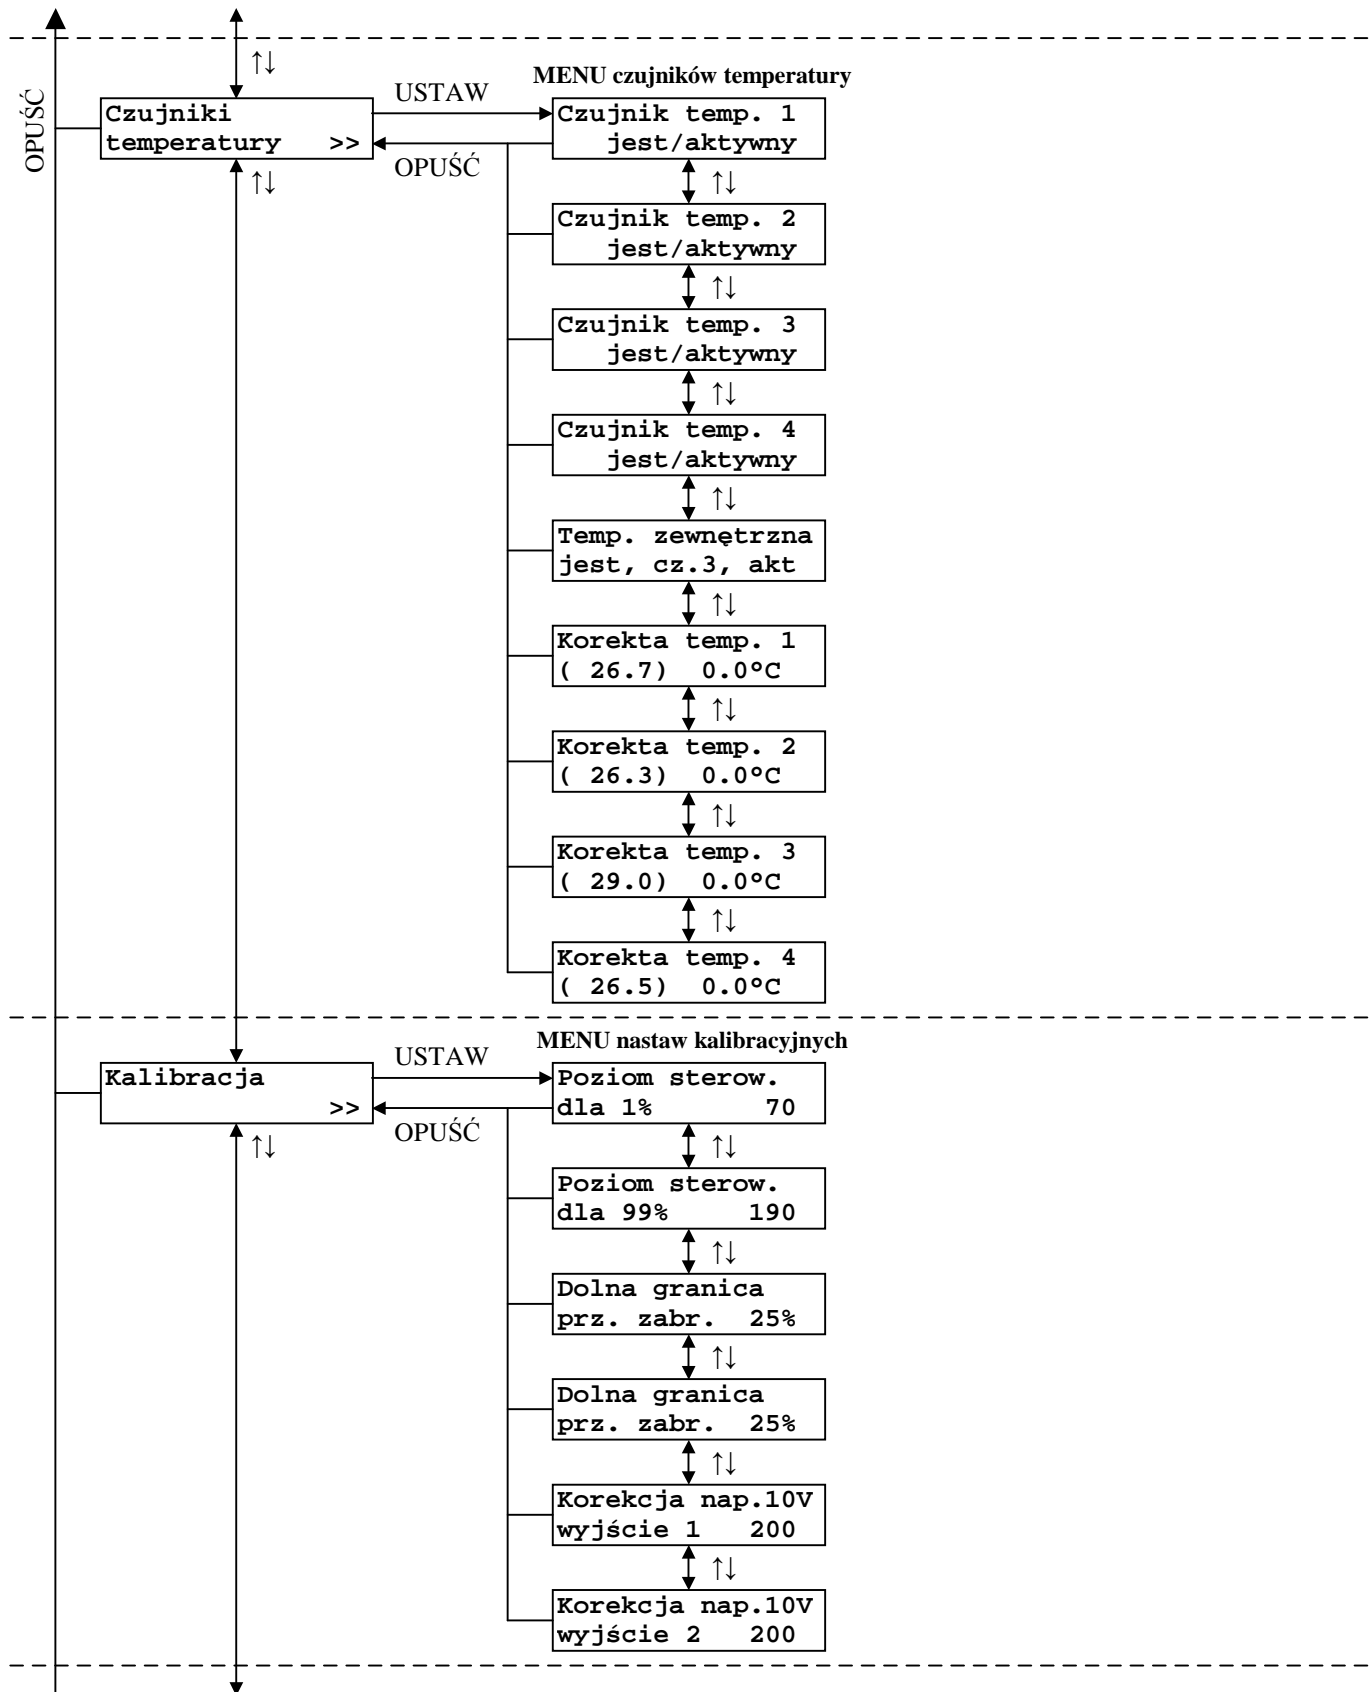 ↑↓
MENU czujników temperatury
OPUŚĆ
USTAW
Czujniki
temperatury >>
OPUŚĆ
↑↓
Czujnik temp. 1
jest/aktywny
↑↓
Czujnik temp. 2
jest/aktywny
↑↓
Czujnik temp. 3
jest/aktywny
↑↓
Czujnik temp. 4
jest/aktywny
↑↓
Temp. zewnętrzna
jest, cz.3, akt
↑↓
Korekta temp. 1
( 26.7) 0.0°C
↑↓
Korekta temp. 2
( 26.3) 0.0°C
↑↓
Korekta temp. 3
( 29.0) 0.0°C
↑↓
Korekta temp. 4
( 26.5) 0.0°C
MENU nastaw kalibracyjnych
USTAW
Kalibracja
>>
OPUŚĆ
↑↓
Poziom sterow.
dla 1% 70
↑↓
Poziom sterow.
dla 99% 190
↑↓
Dolna granica
prz. zabr. 25%
↑↓
Dolna granica
prz. zabr. 25%
↑↓
Korekcja nap.10V
wyjście 1 200
↑↓
Korekcja nap.10V
wyjście 2 200